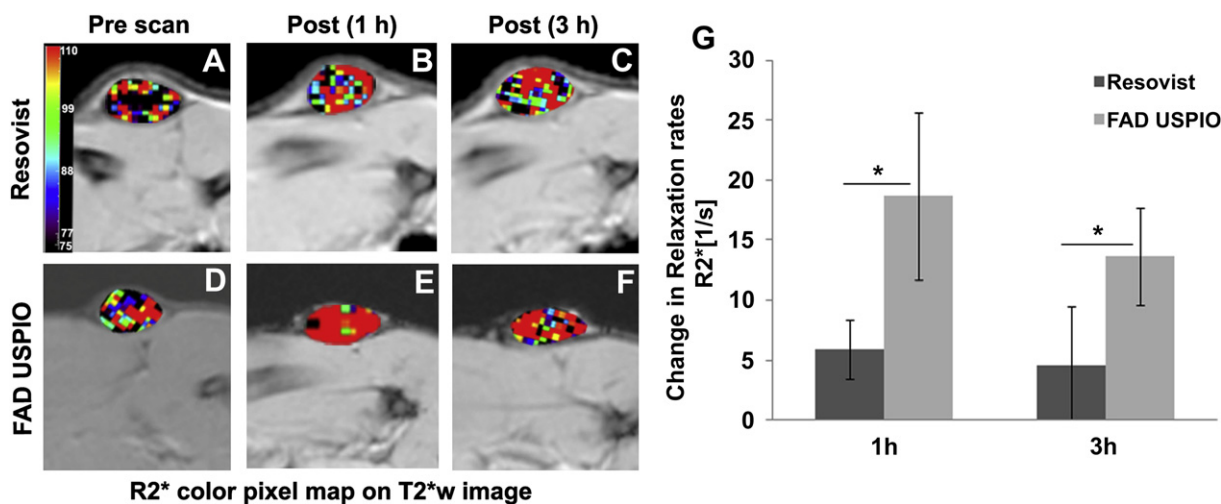 Pre scan
Post (1 h)
Post (3 h)
Resovist
FAD USPIO
110
99
88
77
75
A
B
C
D
E
F
R2* color pixel map on T2*w image
G
Change in Relaxation rates
R2*[1/s]
30
25
20
15
10
5
0
Resovist
FAD USPIO
*
*
1h
3h